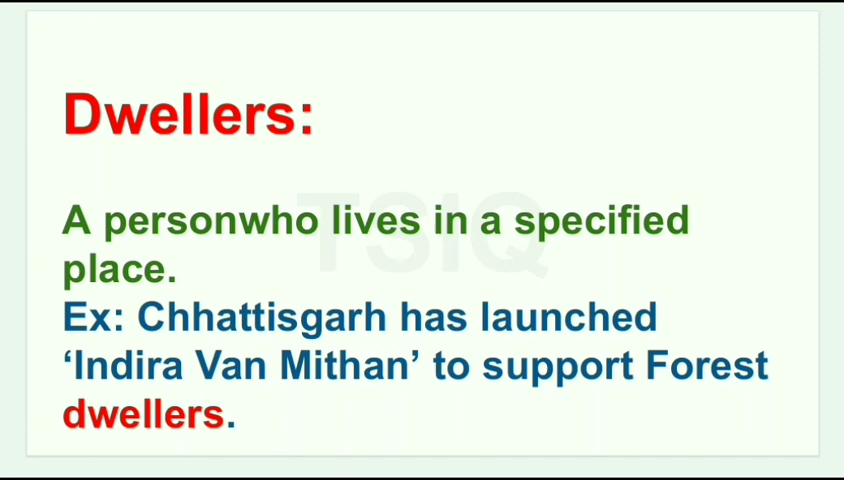 Dwellers:
A personwho lives in a specified
place.
Ex: Chhattisgarh has launched
‘Indira Van Mithan’ to support Forest
dwellers.
TSIQ